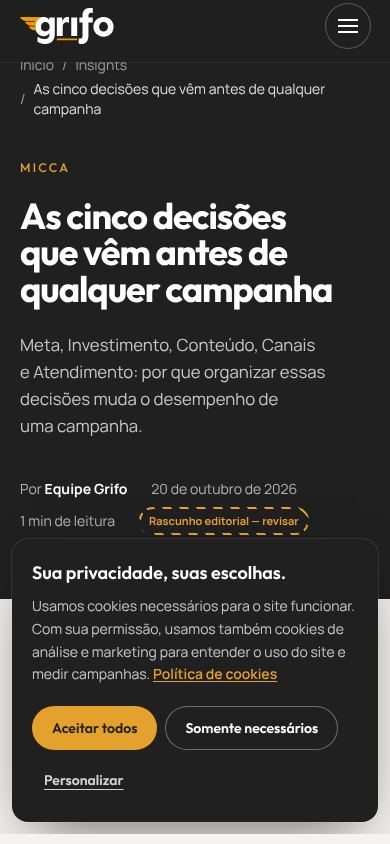 grifo
Início / Insights
/ As cinco decisões que vêm antes de qualquer
campanha
MICCA
As cinco decisões
que vêm antes de
qualquer campanha
Meta, Investimento, Conteúdo, Canais
e Atendimento: por que organizar essas
decisões muda o desempenho de
uma campanha.
Por Equipe Grifo 20 de outubro de 2026
1 min de leitura Rascunho editorial — revisar
Sua privacidade, suas escolhas.
Usamos cookies necessários para o site funcionar.
Com sua permissão, usamos também cookies de
análise e marketing para entender o uso do site e
medir campanhas. Política de cookies
Aceitar todos Somente necessários
Personalizar